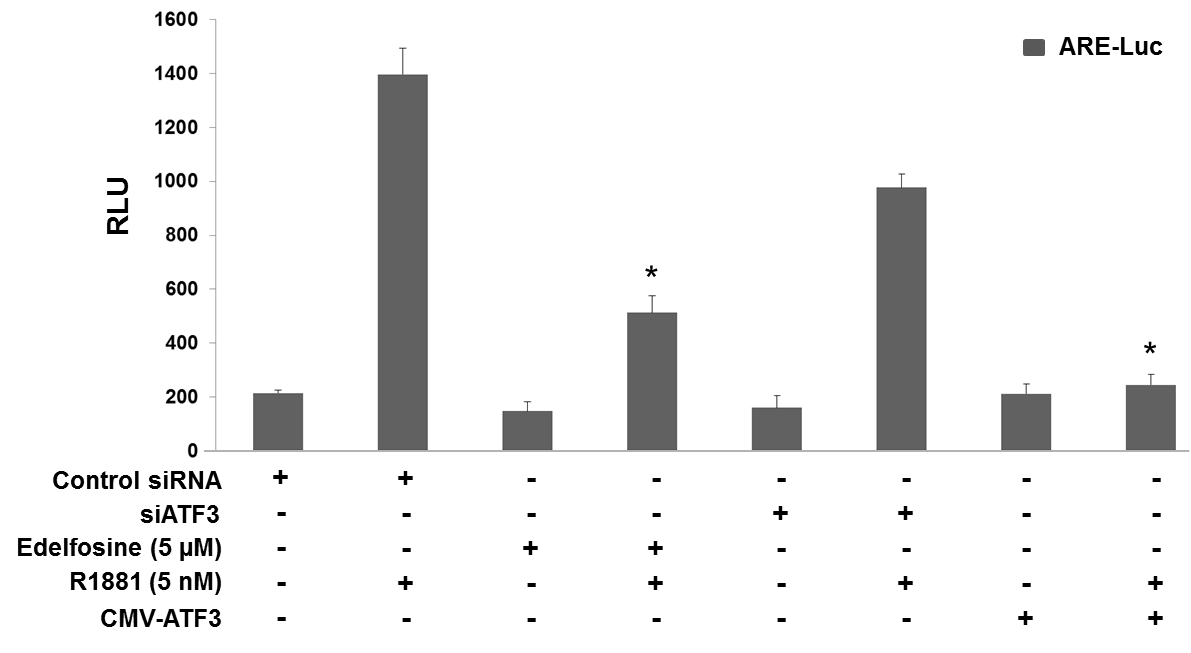 1600
ARE-Luc
1400
1200
1000
RLU
800
600
*
400
*
200
0
Control siRNA + + - - - - - -
siATF3 - - - - + + - -
Edelfosine (5 µM) - - + + - - - -
R1881 (5 nM) - + - + - + - +
CMV-ATF3 - - - - - - + +